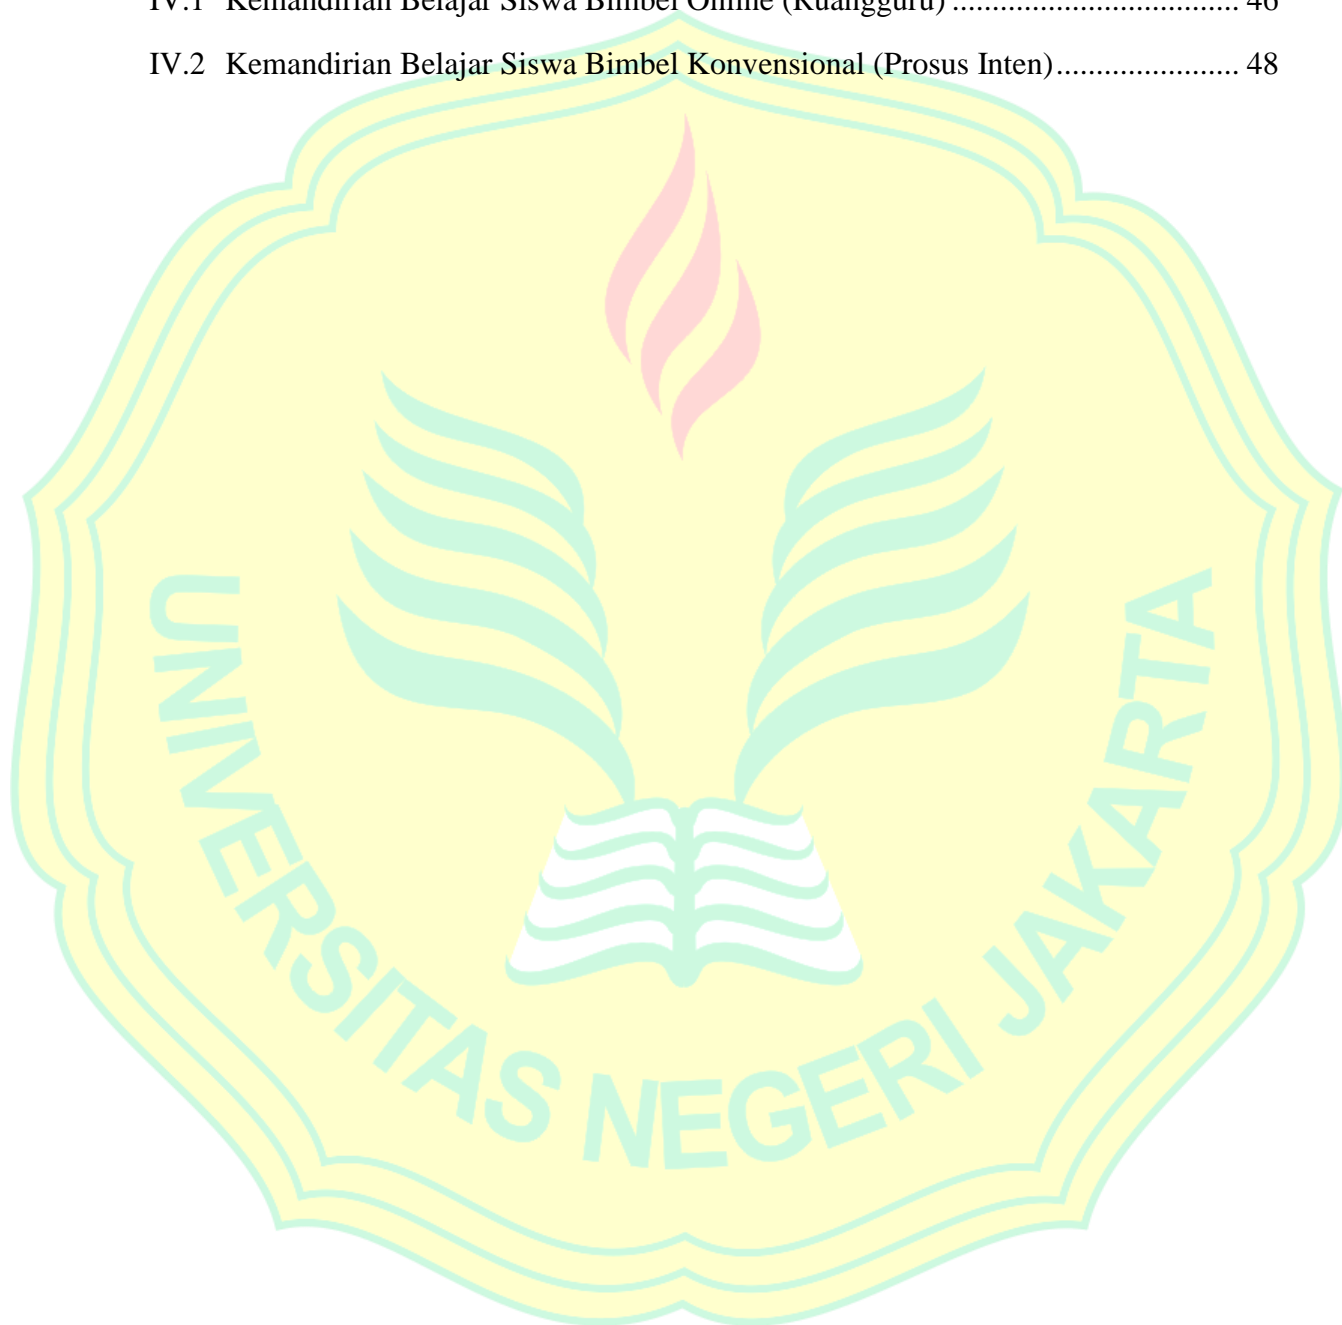 IV.1 Kemandirian Belajar Siswa Bimbel Online (Ruangguru) .................................... 46
IV.2 Kemandirian Belajar Siswa Bimbel Konvensional (Prosus Inten)....................... 48
UNIVERSITAS NEGERI JAKARTA